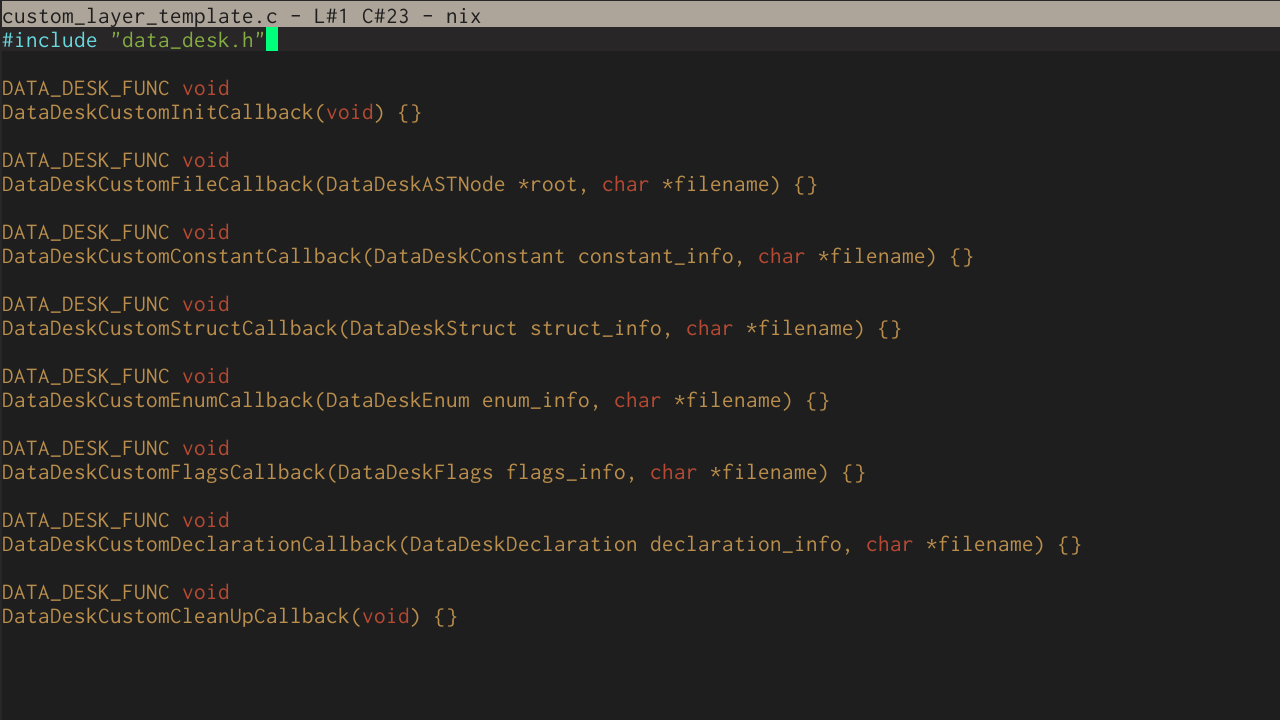 custom_layer_template.c - L#1 C#23 - nix
#include "data_desk.h"
DATA_DESK_FUNC void
DataDeskCustomInitCallback(void) {}
DATA_DESK_FUNC void
DataDeskCustomFileCallback(DataDeskASTNode *root, char *filename) {}
DATA_DESK_FUNC void
DataDeskCustomConstantCallback(DataDeskConstant constant_info, char *filename) {}
DATA_DESK_FUNC void
DataDeskCustomStructCallback(DataDeskStruct struct_info, char *filename) {}
DATA_DESK_FUNC void
DataDeskCustomEnumCallback(DataDeskEnum enum_info, char *filename) {}
DATA_DESK_FUNC void
DataDeskCustomFlagsCallback(DataDeskFlags flags_info, char *filename) {}
DATA_DESK_FUNC void
DataDeskCustomDeclarationCallback(DataDeskDeclaration declaration_info, char *filename) {}
DATA_DESK_FUNC void
DataDeskCustomCleanUpCallback(void) {}